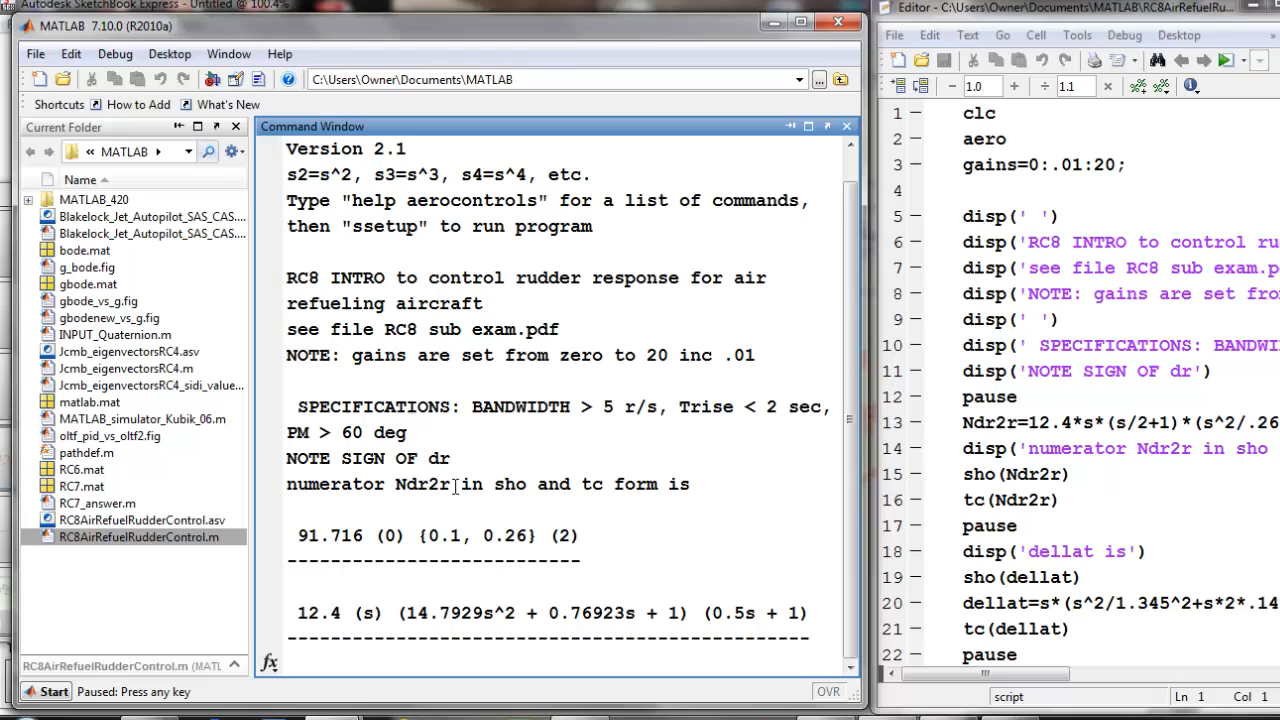 Autodesk SketchBook Express - Untitled @ 100.4%
MATLAB 7.10.0 (R2010a)
File Edit Debug Desktop Window Help
C:\Users\Owner\Documents\MATLAB
Shortcuts How to Add What's New
Current Folder
« MATLAB
Name
MATLAB_420
Blakelock_Jet_Autopilot_SAS_CAS....
Blakelock_Jet_Autopilot_SAS_CAS....
bode.mat
g_bode.fig
gbode.mat
gbode_vs_g.fig
gbodenew_vs_g.fig
INPUT_Quaternion.m
Jcmb_eigenvectorsRC4.asv
Jcmb_eigenvectorsRC4.m
Jcmb_eigenvectorsRC4_sidi_value...
matlab.mat
MATLAB_simulator_Kubik_06.m
oltf_pid_vs_oltf2.fig
pathdef.m
RC6.mat
RC7.mat
RC7_answer.m
RC8AirRefuelRudderControl.asv
RC8AirRefuelRudderControl.m
RC8AirRefuelRudderControl.m (MATL
Start Paused: Press any key
Command Window
Version 2.1
s2=s^2, s3=s^3, s4=s^4, etc.
Type "help aerocontrols" for a list of commands,
then "ssetup" to run program
RC8 INTRO to control rudder response for air
refueling aircraft
see file RC8 sub exam.pdf
NOTE: gains are set from zero to 20 inc .01
SPECIFICATIONS: BANDWIDTH > 5 r/s, Trise < 2 sec,
PM > 60 deg
NOTE SIGN OF dr
numerator Ndr2r in sho and tc form is
91.716 (0) {0.1, 0.26} (2)
---------------------------
12.4 (s) (14.7929s^2 + 0.76923s + 1) (0.5s + 1)
------------------------------------------------
fx
OVR
Editor - C:\Users\Owner\Documents\MATLAB\RC8AirRefuelRu...
File Edit Text Go Cell Tools Debug Desktop
− 1.0 + ÷ 1.1 ×
1 − clc
2 − aero
3 − gains=0:.01:20;
4
5 − disp(' ')
6 − disp('RC8 INTRO to control ru
7 − disp('see file RC8 sub exam.p
8 − disp('NOTE: gains are set fro
9 − disp(' ')
10 − disp(' SPECIFICATIONS: BANDWI
11 − disp('NOTE SIGN OF dr')
12 − pause
13 − Ndr2r=12.4*s*(s/2+1)*(s^2/.26
14 − disp('numerator Ndr2r in sho
15 − sho(Ndr2r)
16 − tc(Ndr2r)
17 − pause
18 − disp('dellat is')
19 − sho(dellat)
20 − dellat=s*(s^2/1.345^2+s*2*.14
21 − tc(dellat)
22 − pause
script Ln 1 Col 1